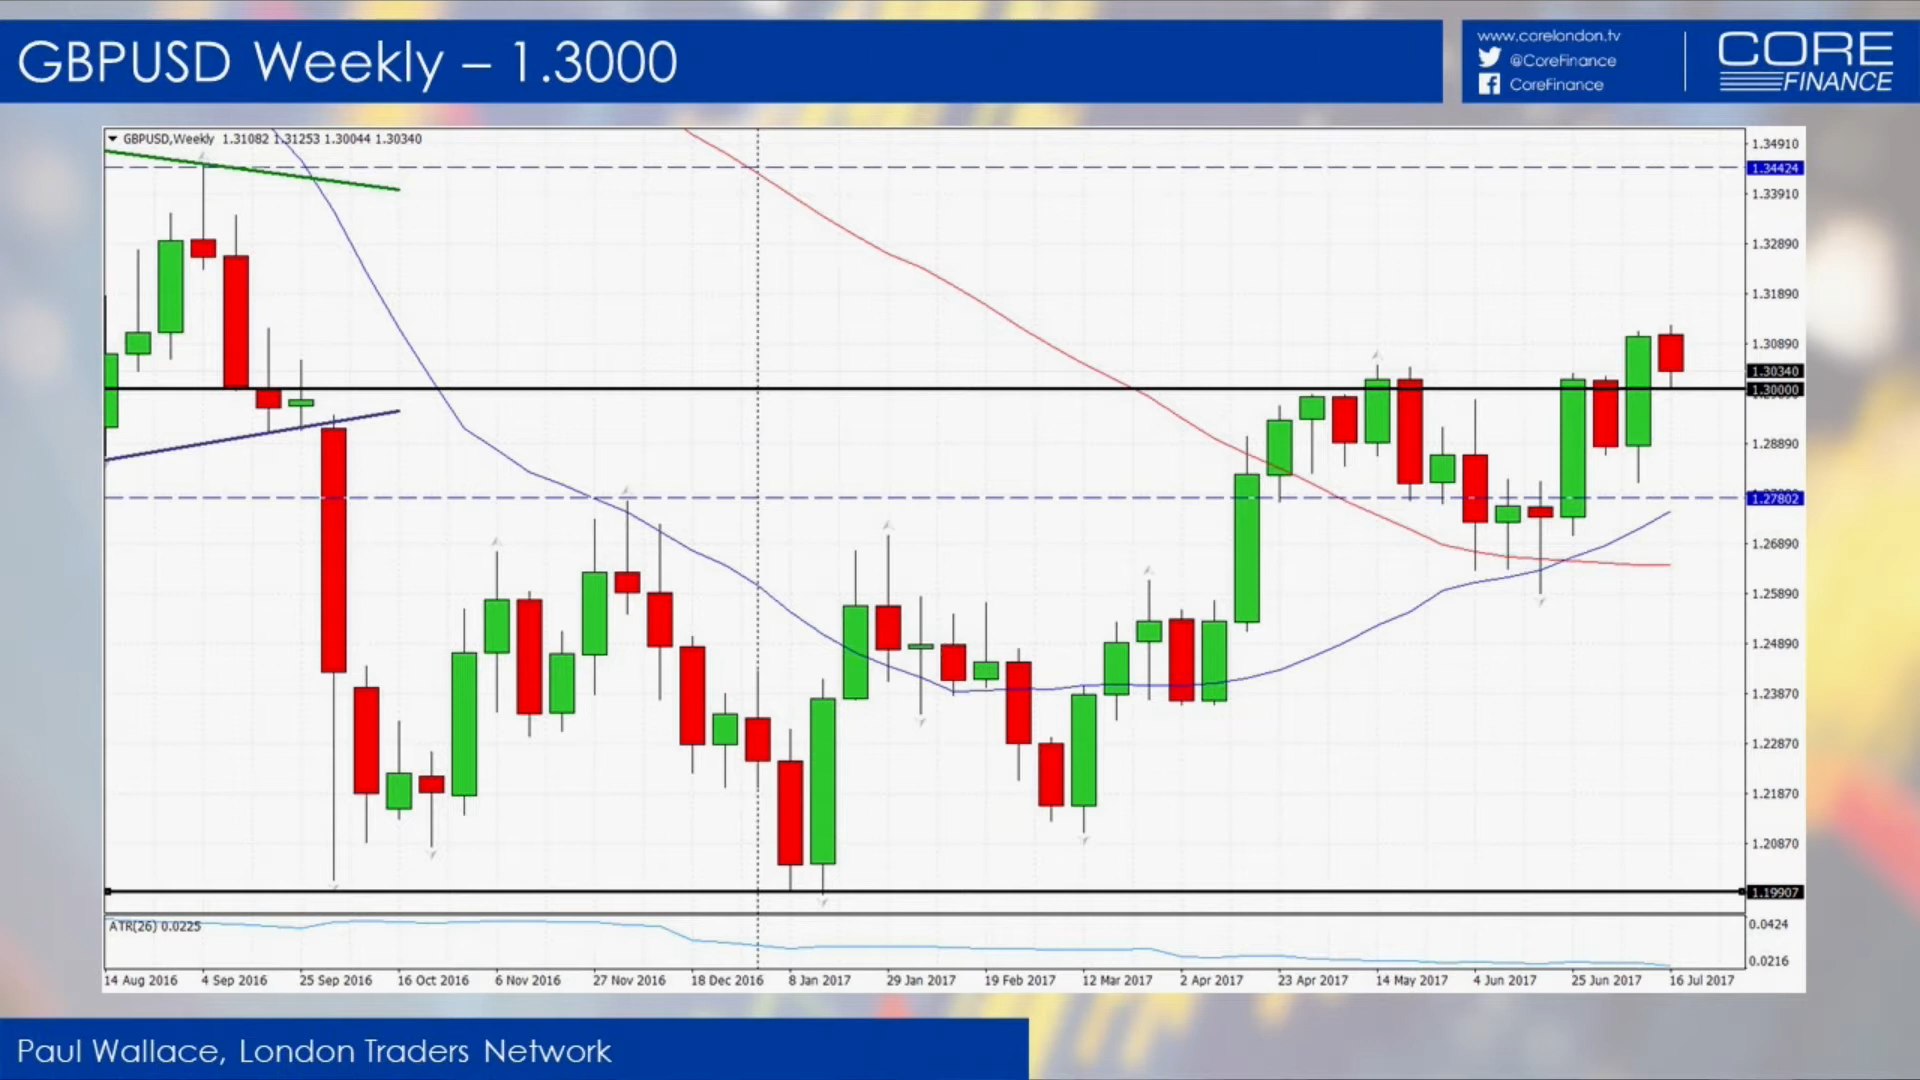 GBPUSD Weekly – 1.3000
www.corelondon.tv
@CoreFinance
CoreFinance
CORE
FINANCE
GBPUSD,Weekly 1.31082 1.31253 1.30044 1.30340
1.34910
1.34424
1.33910
1.32890
1.31890
1.30890
1.30340
1.30000
1.28890
1.27802
1.26890
1.25890
1.24890
1.23870
1.22870
1.21870
1.20870
1.19907
ATR(26) 0.0225
0.0424
0.0216
14 Aug 2016 4 Sep 2016 25 Sep 2016 16 Oct 2016 6 Nov 2016 27 Nov 2016 18 Dec 2016 8 Jan 2017 29 Jan 2017 19 Feb 2017 12 Mar 2017 2 Apr 2017 23 Apr 2017 14 May 2017 4 Jun 2017 25 Jun 2017 16 Jul 2017
Paul Wallace, London Traders Network